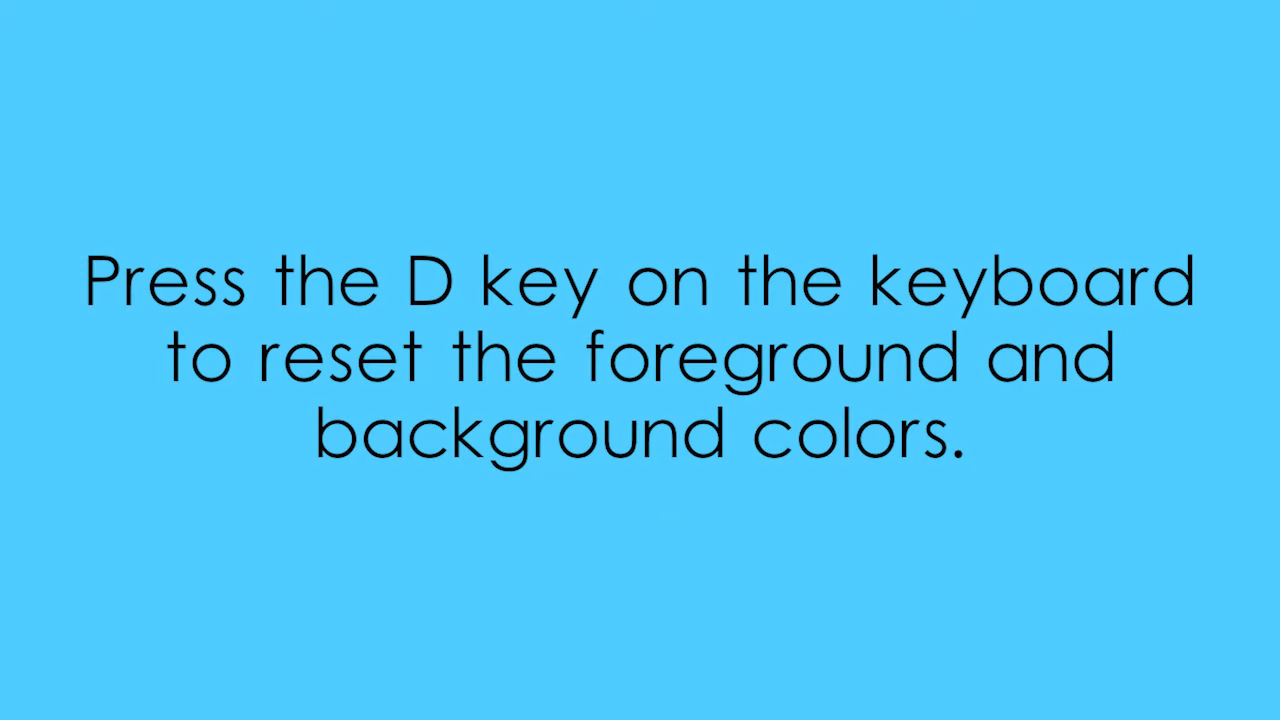 Press the D key on the keyboard
to reset the foreground and
background colors.